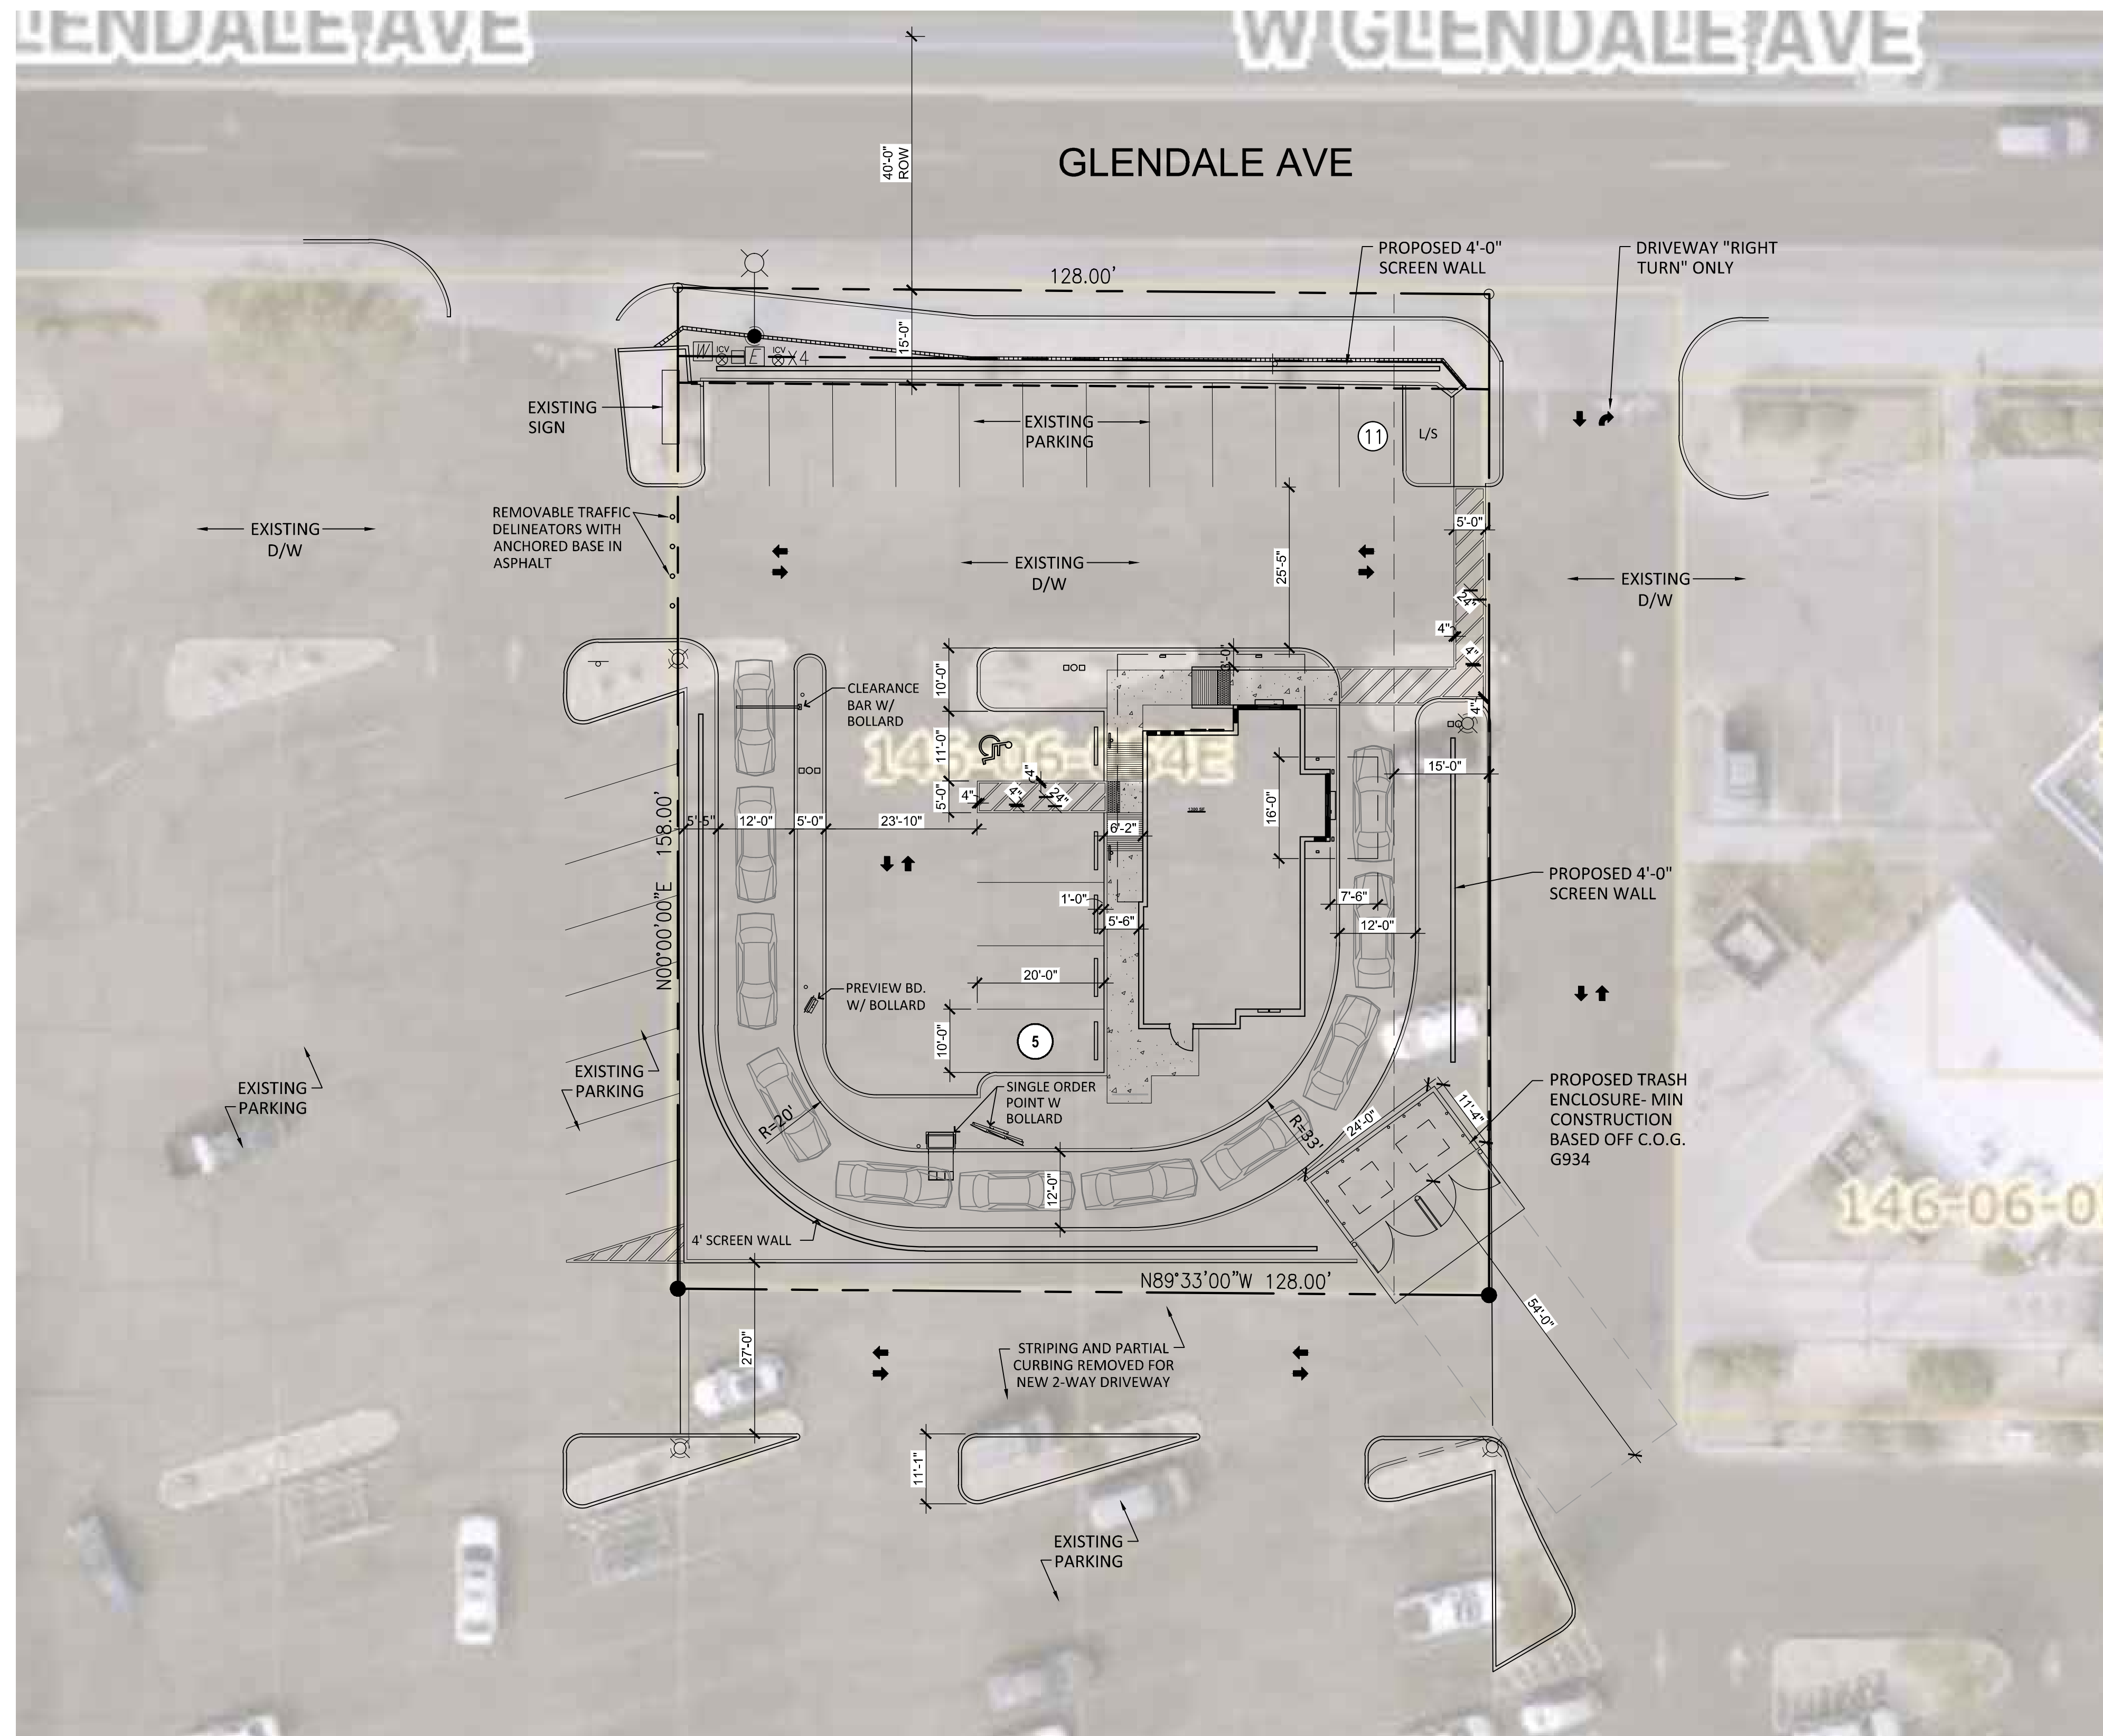 LENDALE AVE
W GLENDALE AVE
40'-0"
ROW
GLENDALE AVE
PROPOSED 4'-0"
SCREEN WALL
DRIVEWAY "RIGHT
TURN" ONLY
128.00'
15'-0"
W
ICV
E
ICV
X4
EXISTING
SIGN
EXISTING
PARKING
11
L/S
REMOVABLE TRAFFIC
DELINEATORS WITH
ANCHORED BASE IN
ASPHALT
EXISTING
D/W
EXISTING
D/W
25'-5"
5'-0"
EXISTING
D/W
24"
4"
4"
4"
10'-0"
CLEARANCE
BAR W/
BOLLARD
11'-0"
5'-0"
4"
4"
24"
4"
15'-0"
16'-0"
N00°00'00"E 158.00'
5'-5"
12'-0"
5'-0"
23'-10"
6'-2"
1'-0"
5'-6"
7'-6"
12'-0"
PROPOSED 4'-0"
SCREEN WALL
20'-0"
PREVIEW BD.
W/ BOLLARD
10'-0"
5
EXISTING
PARKING
EXISTING
PARKING
SINGLE ORDER
POINT W
BOLLARD
R=20'
R=33'
24'-0"
11'-4"
PROPOSED TRASH
ENCLOSURE- MIN
CONSTRUCTION
BASED OFF C.O.G.
G934
12'-0"
146-06-0
4' SCREEN WALL
N89°33'00"W 128.00'
27'-0"
54'-0"
STRIPING AND PARTIAL
CURBING REMOVED FOR
NEW 2-WAY DRIVEWAY
11'-1"
EXISTING
PARKING